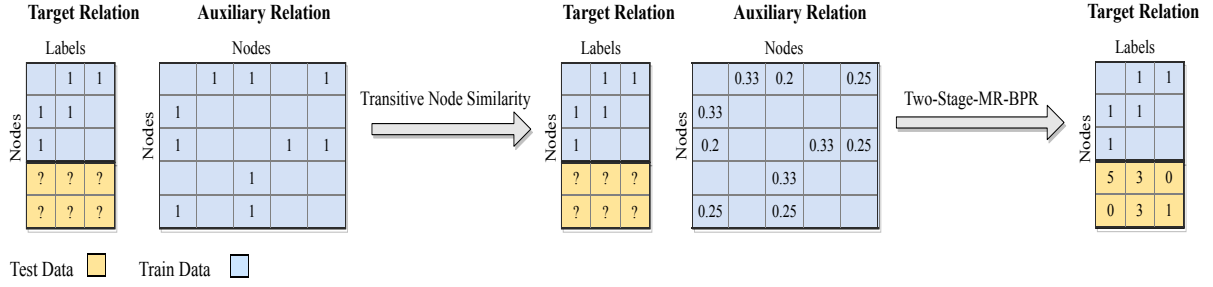 Target Relation
Auxiliary Relation
Labels
Nodes
Nodes
Nodes
1 1
1 1
1
? ? ?
? ? ?
1 1 1
1
1 1 1
1
1 1
Transitive Node Similarity
Target Relation
Auxiliary Relation
Labels
Nodes
Nodes
1 1
1 1
1
? ? ?
? ? ?
0.33 0.2 0.25
0.33
0.2 0.33 0.25
0.33
0.25 0.25
Two-Stage-MR-BPR
Target Relation
Labels
Nodes
1 1
1 1
1
5 3 0
0 3 1
Test Data
Train Data